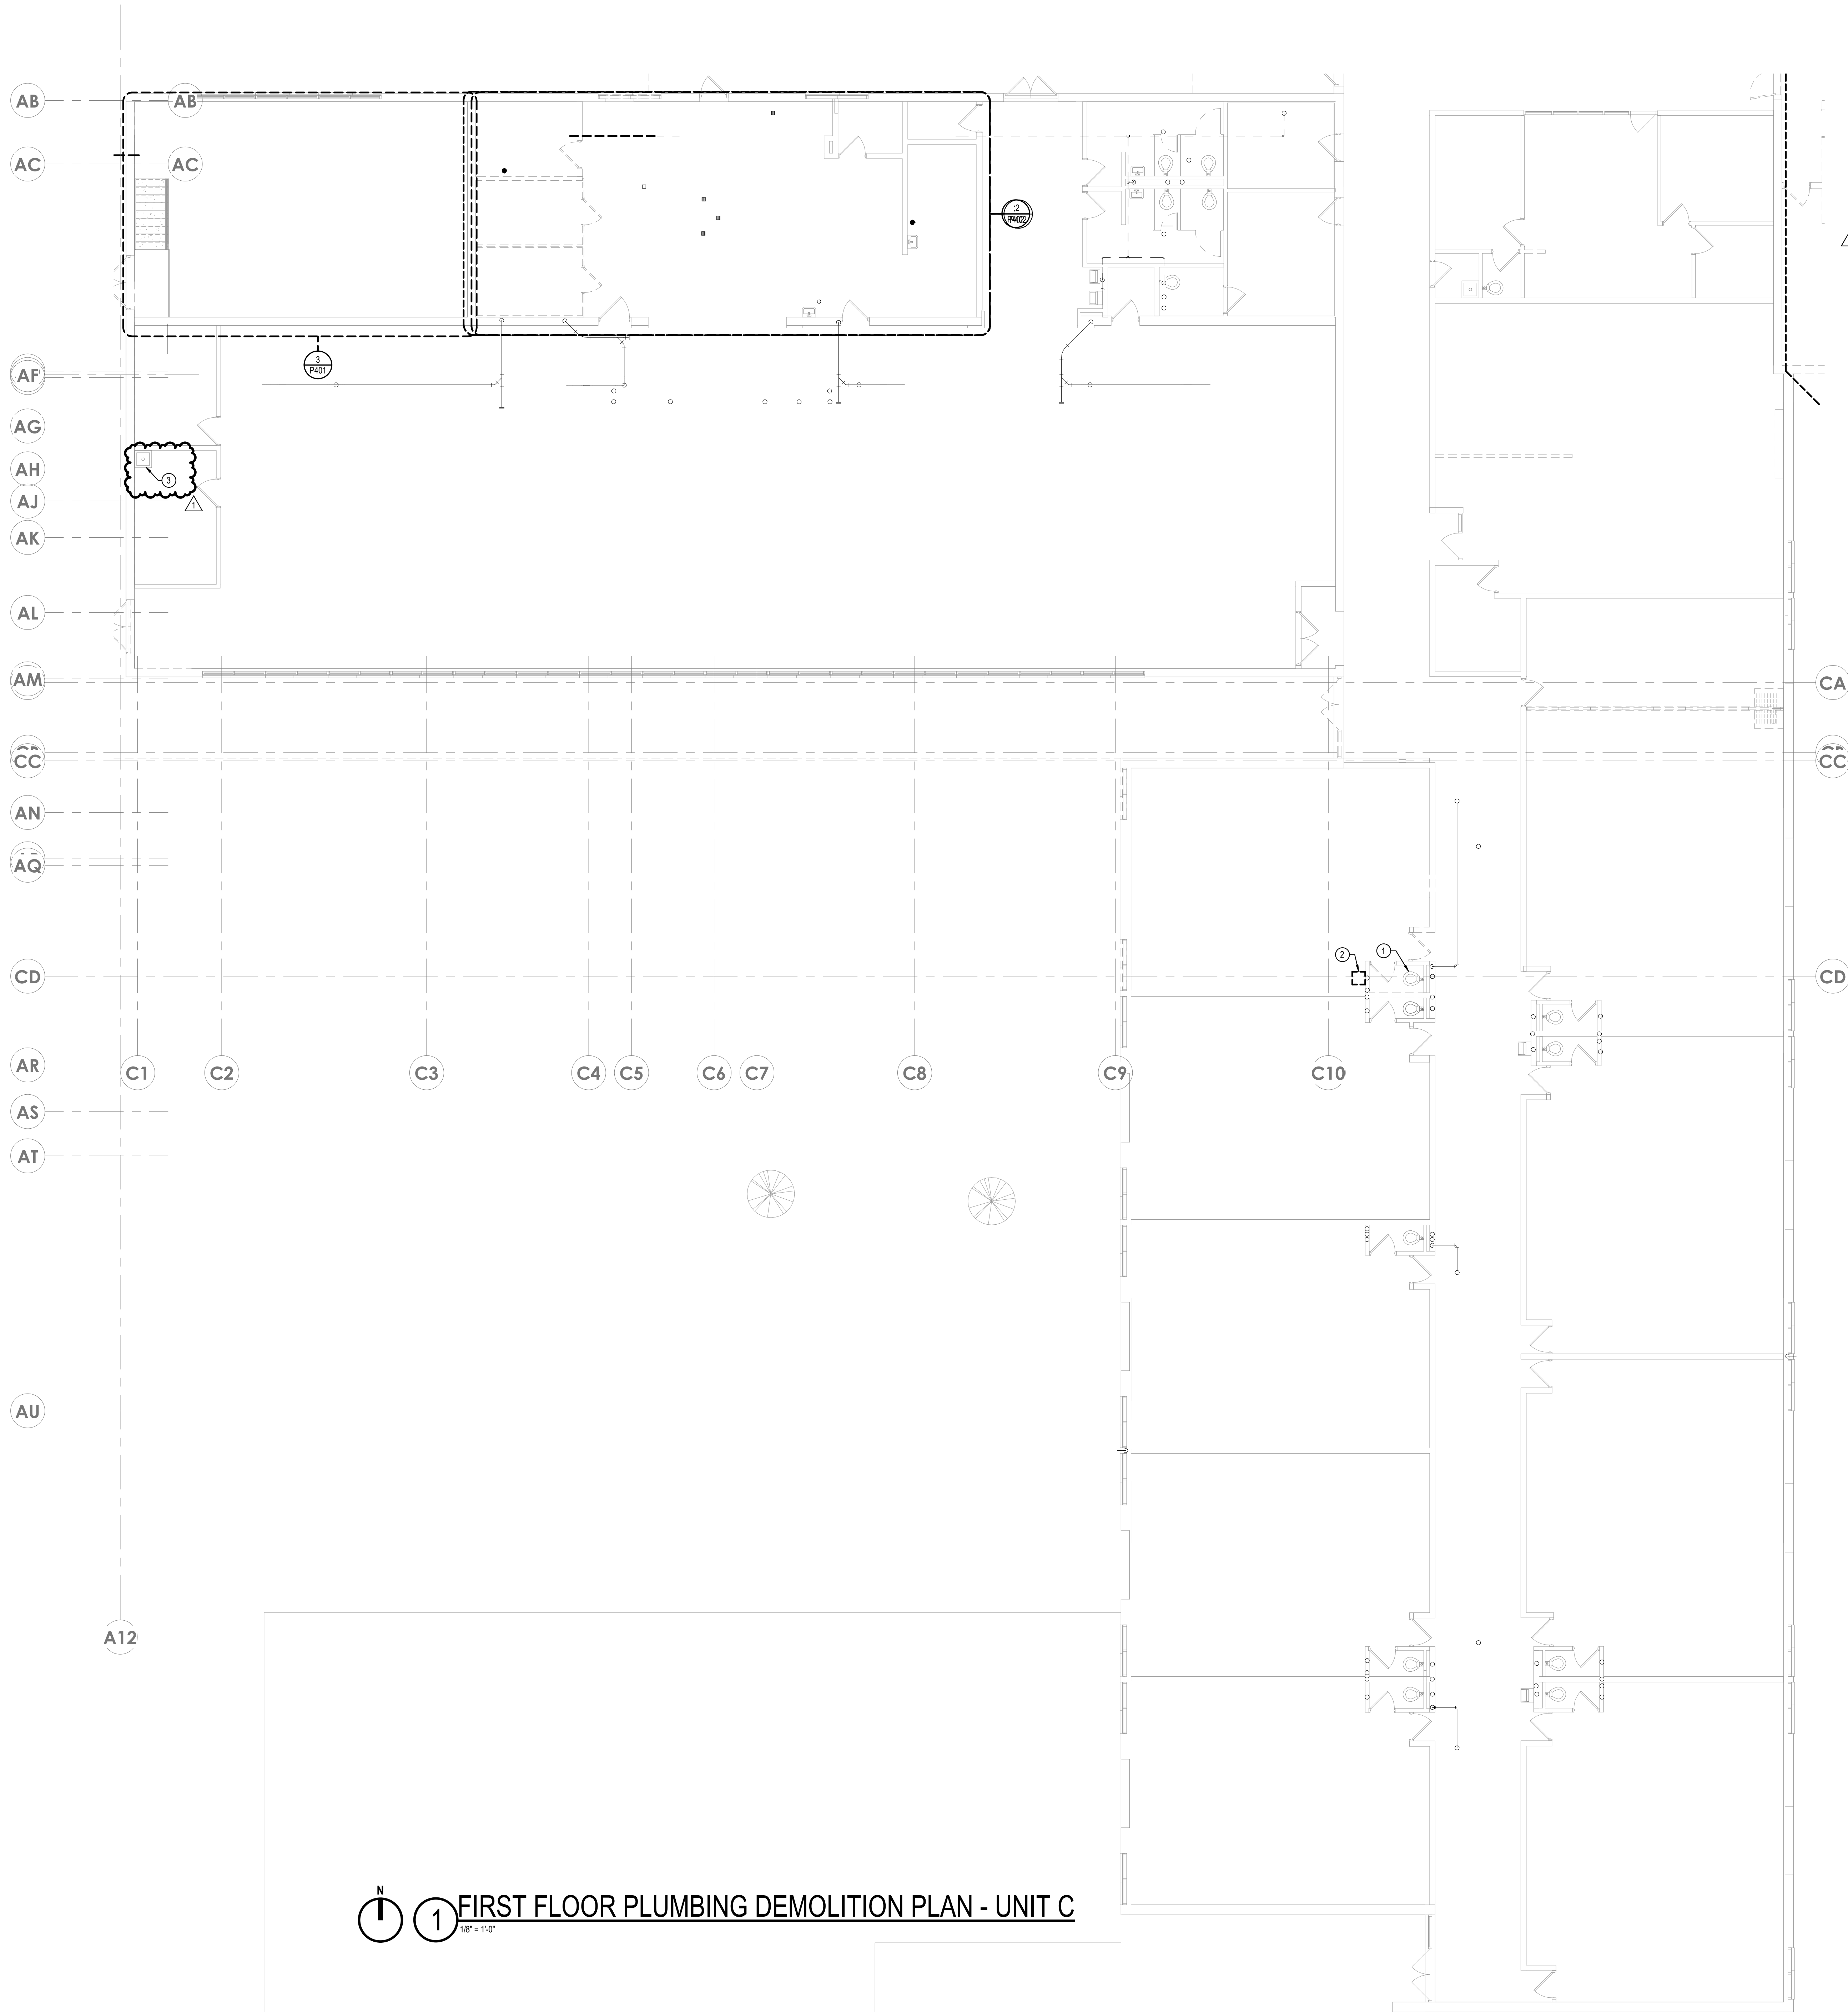 AB
AB
AC
AC
3
P401
AF
AG
AH
3
AJ
1
AK
AL
AM
CA
CC
CC
AN
AQ
2
1
CD
CD
AR
C1
C2
C3
C4
C5
C6
C7
C8
C9
C10
AS
AT
AU
A12
N
1
FIRST FLOOR PLUMBING DEMOLITION PLAN - UNIT C
1/8" = 1'-0"